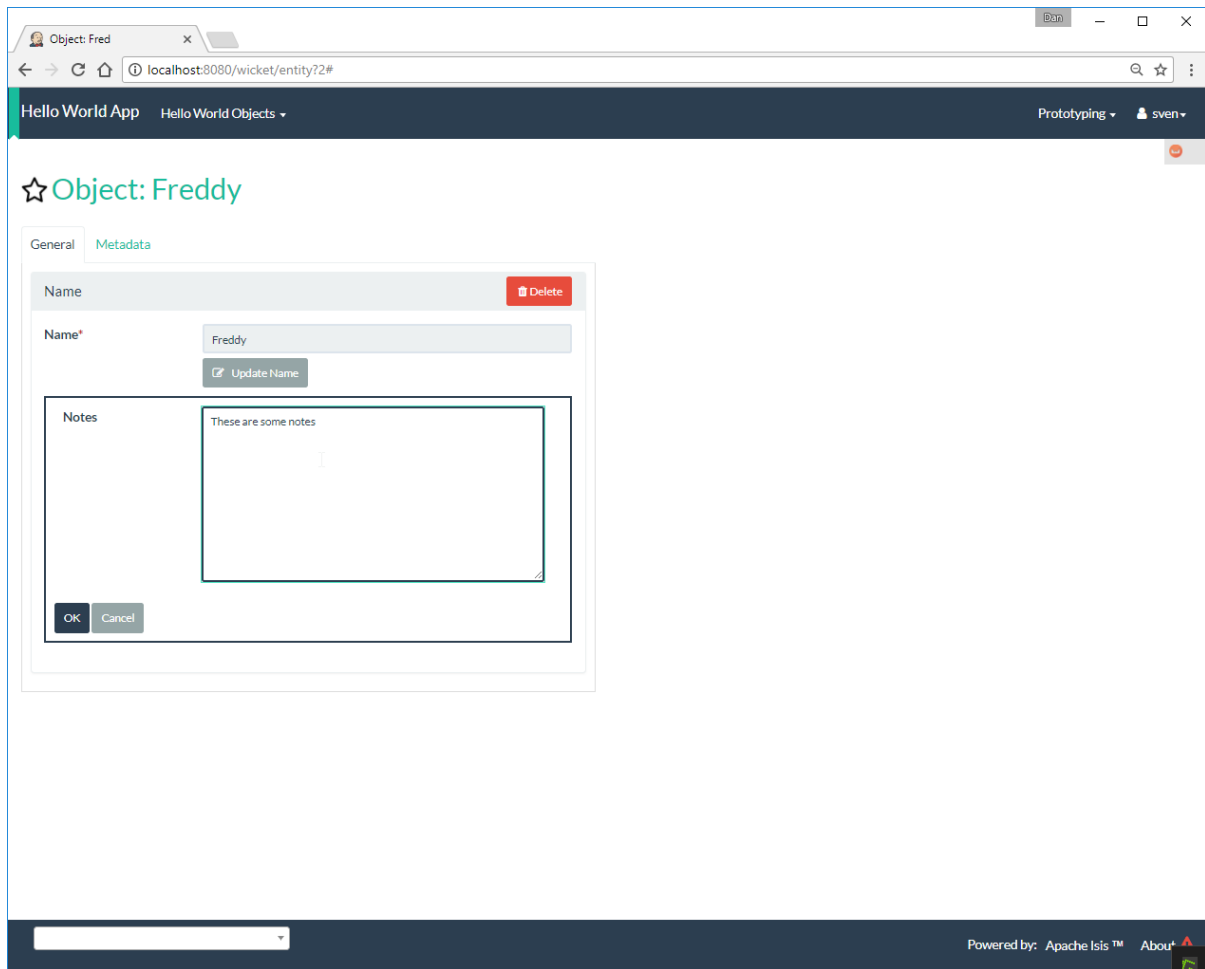 Dan
Object: Fred
localhost:8080/wicket/entity?2#
Hello World App Hello World Objects Prototyping sven
Object: Freddy
General Metadata
Name Delete
Name* Freddy
Update Name
Notes These are some notes
OK Cancel
Powered by: Apache Isis ™ About